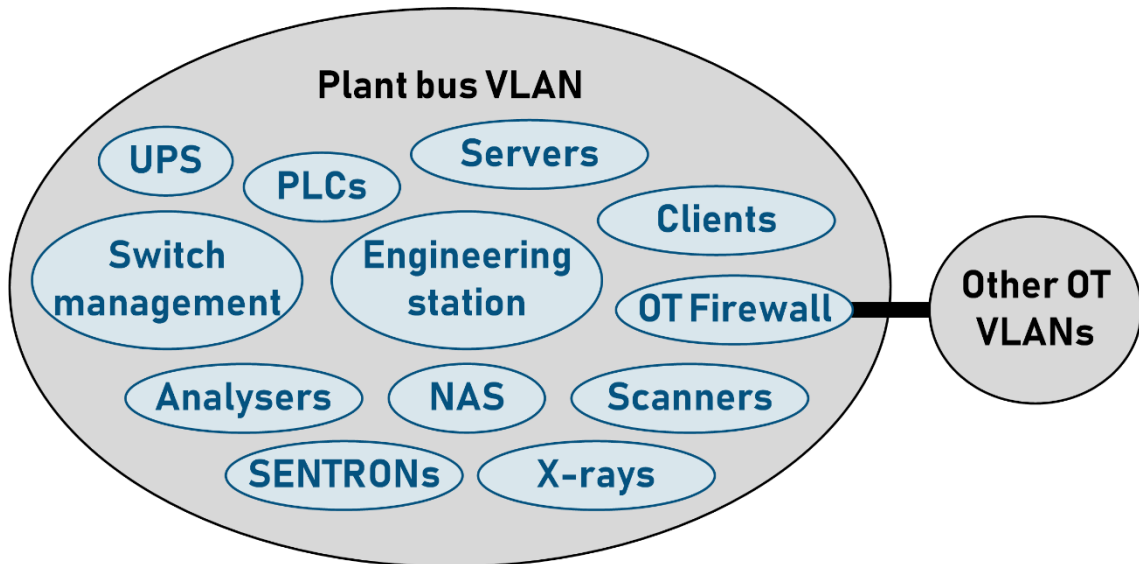 Plant bus VLAN
UPS
PLCs
Servers
Clients
Switch
management
Engineering
station
OT Firewall
Other OT
VLANs
Analysers
NAS
Scanners
SENTRONs
X-rays